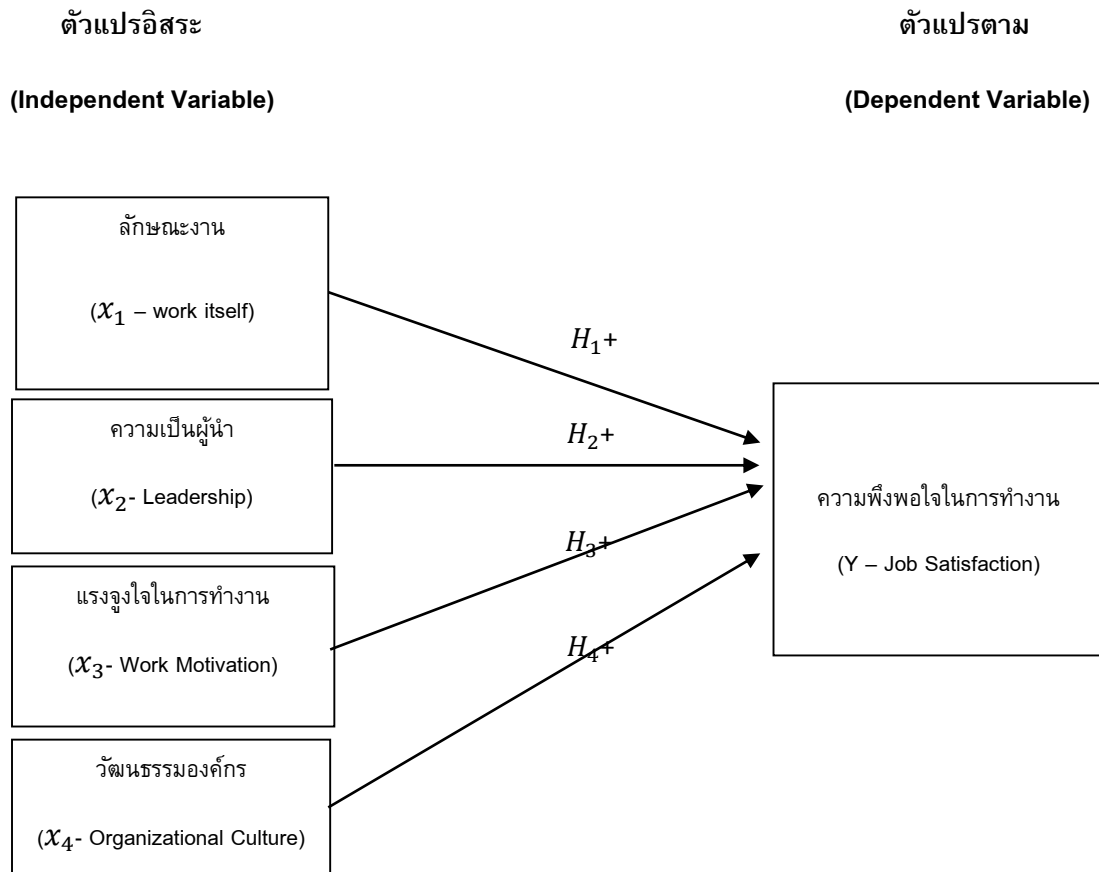 ตัวแปรอิสระ
(Independent Variable)
ตัวแปรตาม
(Dependent Variable)
ลักษณะงาน
(𝑥₁ – work itself)
ความเป็นผู้นำ
(𝑥₂- Leadership)
แรงจูงใจในการทำงาน
(𝑥₃- Work Motivation)
วัฒนธรรมองค์กร
(𝑥₄- Organizational Culture)
𝐻₁+
𝐻₂+
𝐻₃+
𝐻₄+
ความพึงพอใจในการทำงาน
(Y – Job Satisfaction)